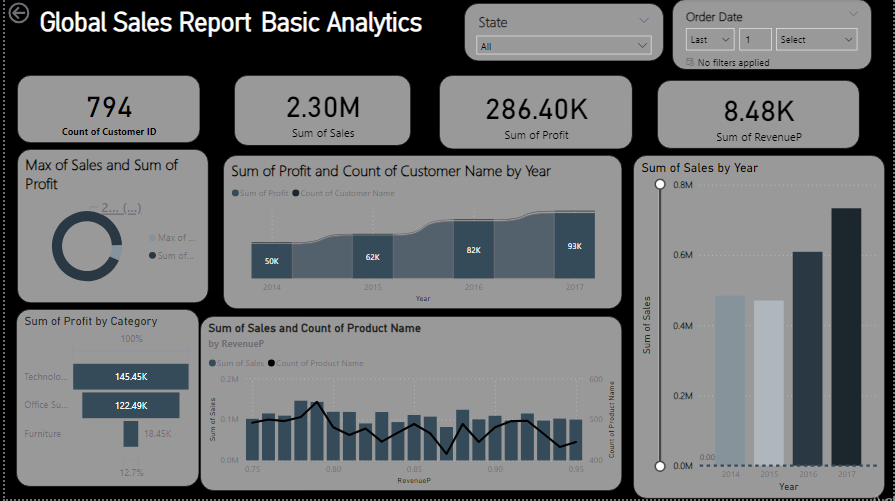 Global Sales Report Basic Analytics
State
All
Order Date
Last
1
Select
No filters applied
794
Count of Customer ID
2.30M
Sum of Sales
286.40K
Sum of Profit
8.48K
Sum of RevenueP
Max of Sales and Sum of
Profit
2... (...)
Max of ...
Sum of...
Sum of Profit and Count of Customer Name by Year
Sum of Profit
Count of Customer Name
50K
62K
82K
93K
2014
2015
2016
2017
Year
Sum of Sales by Year
Sum of Sales
0.8M
0.6M
0.4M
0.2M
0.0M
0.00
2014
2015
2016
2017
Year
Sum of Profit by Category
100%
Technolo...
145.45K
Office Su...
122.49K
Furniture
18.45K
12.7%
Sum of Sales and Count of Product Name
by RevenueP
Sum of Sales
Count of Product Name
Sum of Sales
0.2M
0.1M
0.0M
600
500
400
Count of Product Name
0.75
0.80
0.85
0.90
0.95
RevenueP